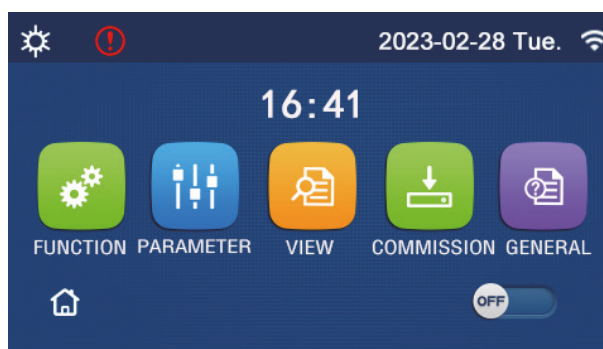 2023-02-28 Tue.
16:41
FUNCTION PARAMETER VIEW COMMISSION GENERAL
OFF